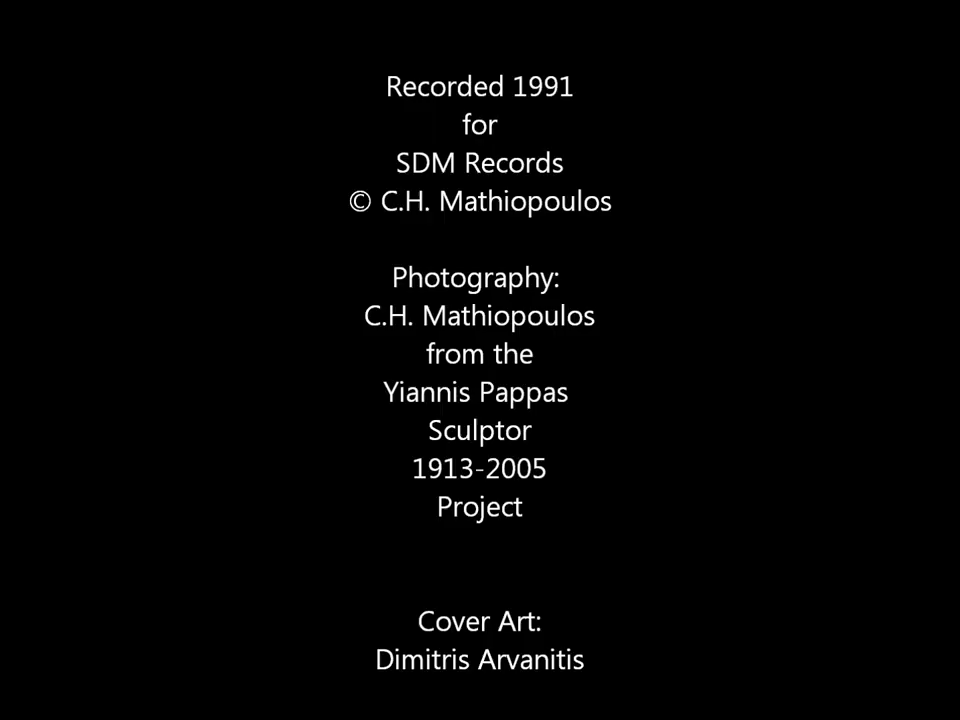 Recorded 1991
for
SDM Records
© C.H. Mathiopoulos
Photography:
C.H. Mathiopoulos
from the
Yiannis Pappas
Sculptor
1913-2005
Project
Cover Art:
Dimitris Arvanitis